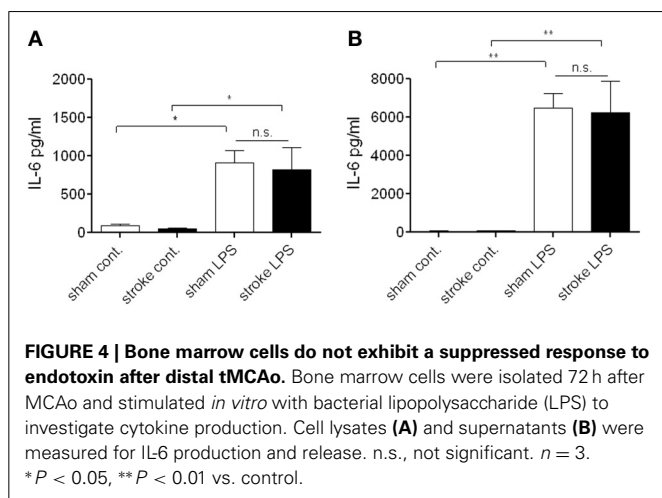 A
B
**
*
**
n.s.
*
n.s.
2000
1500
1000
500
0
IL-6 pg/ml
sham cont.
stroke cont.
sham LPS
stroke LPS
8000
6000
4000
2000
0
IL-6 pg/ml
sham cont.
stroke cont.
sham LPS
stroke LPS
FIGURE 4 | Bone marrow cells do not exhibit a suppressed response to
endotoxin after distal tMCAo. Bone marrow cells were isolated 72 h after
MCAo and stimulated in vitro with bacterial lipopolysaccharide (LPS) to
investigate cytokine production. Cell lysates (A) and supernatants (B) were
measured for IL-6 production and release. n.s., not significant. n = 3.
*P < 0.05, **P < 0.01 vs. control.